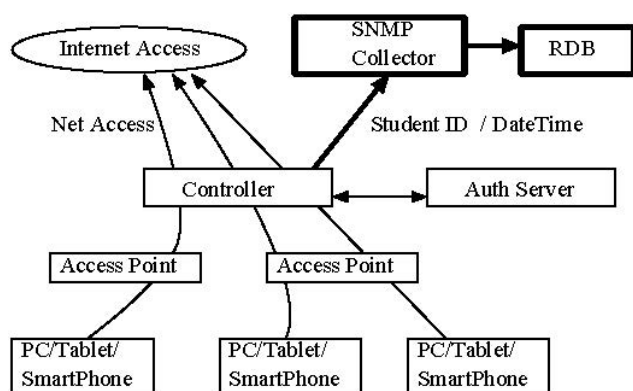 Internet Access
SNMP
Collector
RDB
Net Access
Student ID / DateTime
Controller
Auth Server
Access Point
Access Point
PC/Tablet/
SmartPhone
PC/Tablet/
SmartPhone
PC/Tablet/
SmartPhone